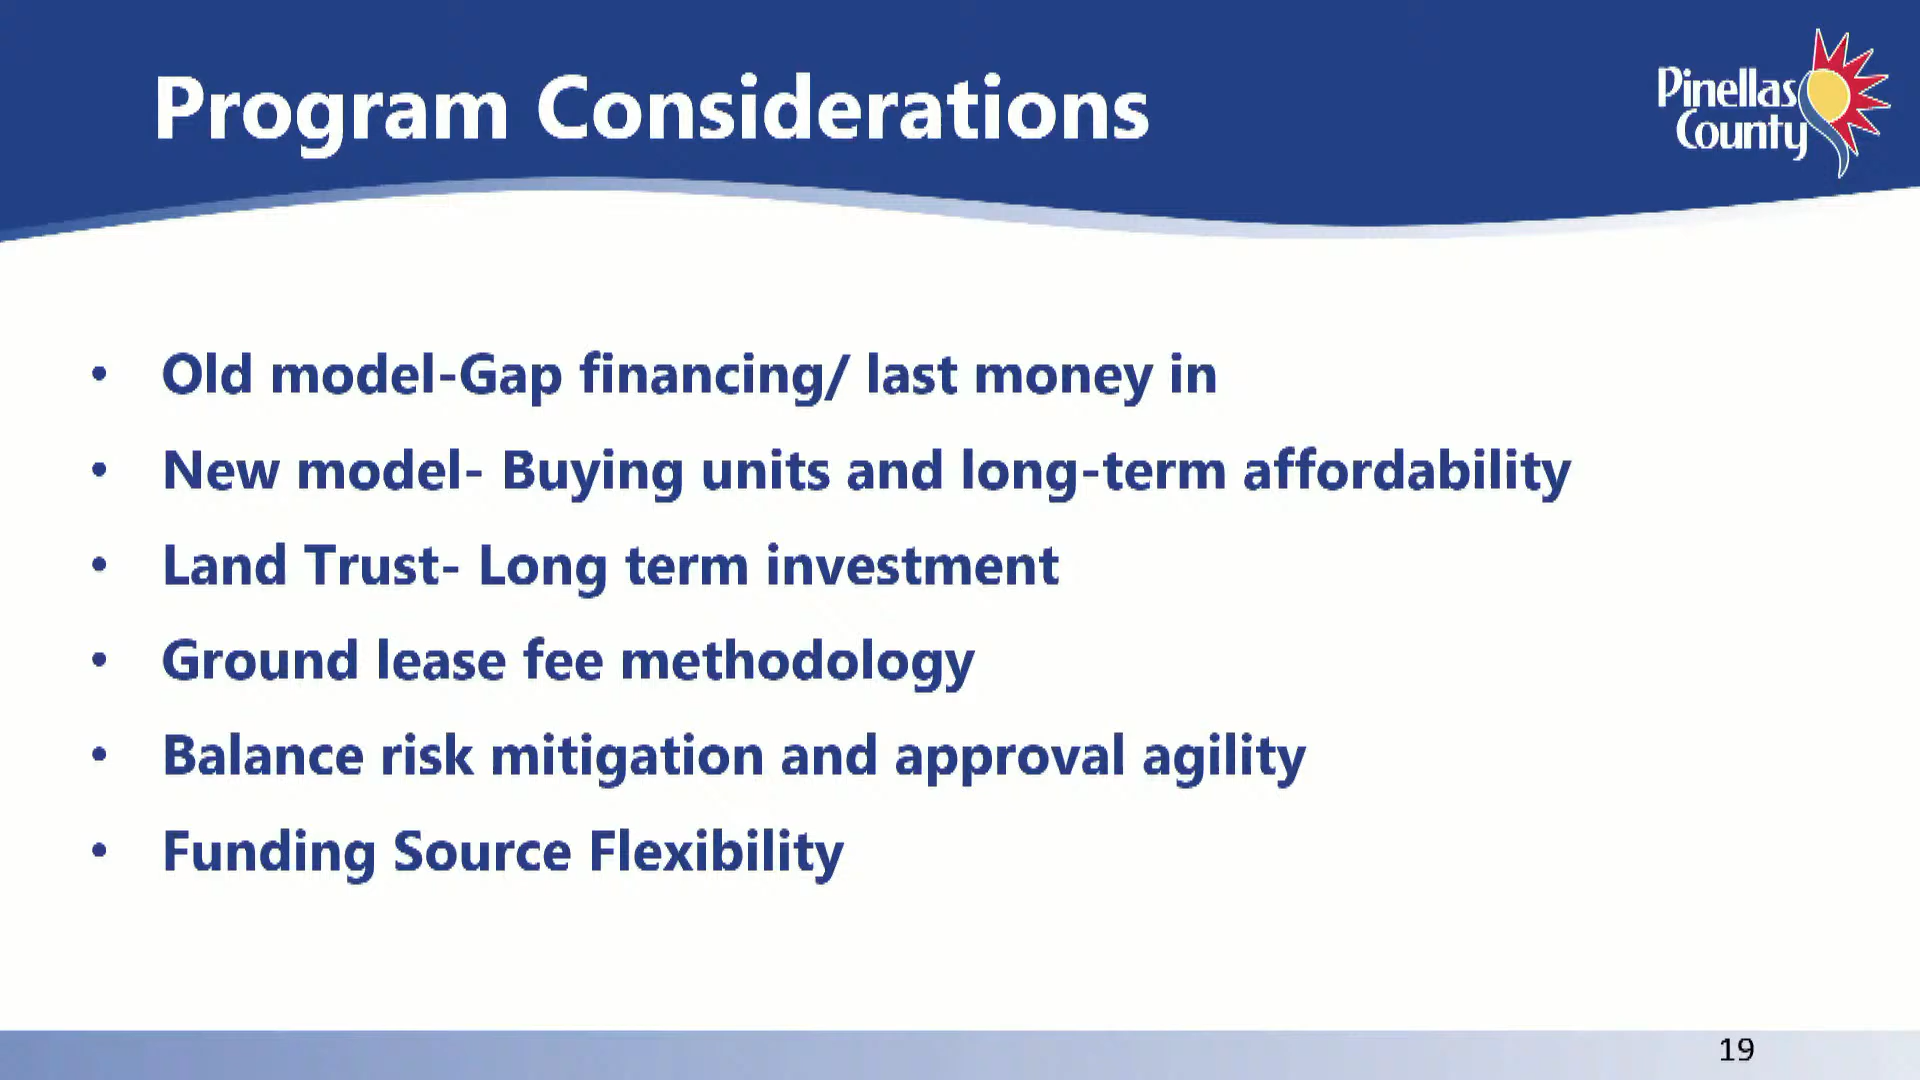 Program Considerations
Pinellas
County
• Old model-Gap financing/ last money in
• New model- Buying units and long-term affordability
• Land Trust- Long term investment
• Ground lease fee methodology
• Balance risk mitigation and approval agility
• Funding Source Flexibility
19